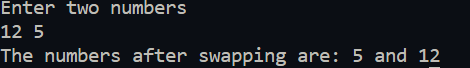 Enter two numbers
12 5
The numbers after swapping are: 5 and 12